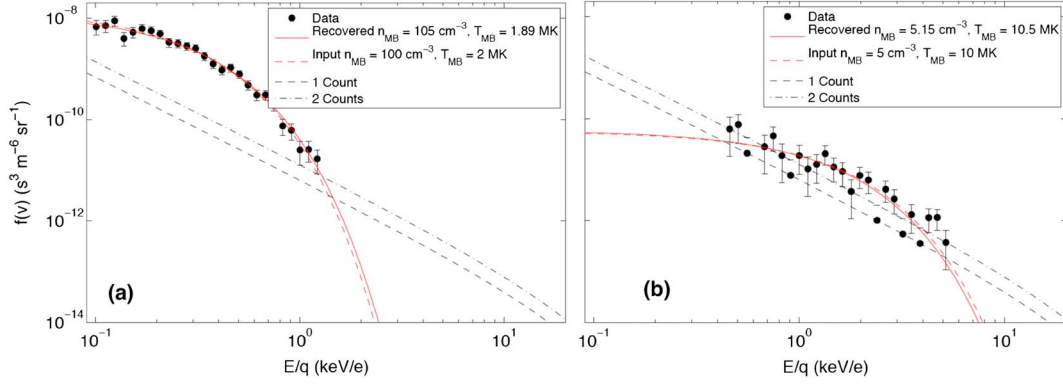 Data
Recovered n_MB = 105 cm⁻³, T_MB = 1.89 MK
Input n_MB = 100 cm⁻³, T_MB = 2 MK
1 Count
2 Counts
f(v) (s³ m⁻⁶ sr⁻¹)
10⁻⁸
10⁻¹⁰
10⁻¹²
10⁻¹⁴
(a)
10⁻¹
10⁰
10¹
E/q (keV/e)
Data
Recovered n_MB = 5.15 cm⁻³, T_MB = 10.5 MK
Input n_MB = 5 cm⁻³, T_MB = 10 MK
1 Count
2 Counts
(b)
10⁻¹
10⁰
10¹
E/q (keV/e)